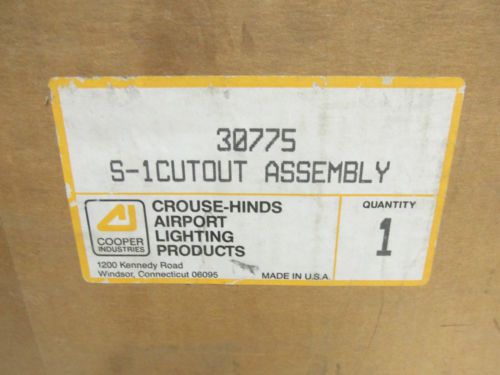 30775
S-1CUTOUT ASSEMBLY
COOPER
INDUSTRIES
CROUSE-HINDS
AIRPORT
LIGHTING
PRODUCTS
1200 Kennedy Road
Windsor, Connecticut 06095
MADE IN U.S.A.
QUANTITY
1